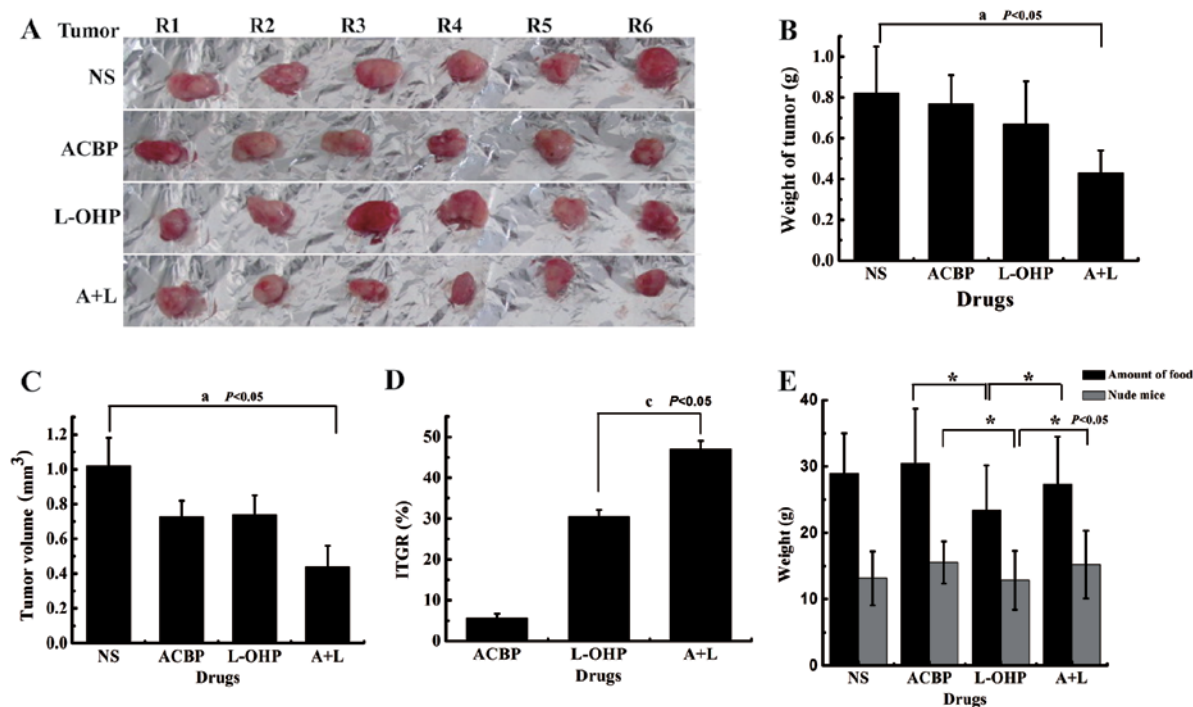 A
Tumor R1 R2 R3 R4 R5 R6
NS
ACBP
L-OHP
A+L
B
a P<0.05
Weight of tumor (g)
1.0
0.8
0.6
0.4
0.2
0.0
NS ACBP L-OHP A+L
Drugs
C
a P<0.05
Tumor volume (mm³)
1.2
1.0
0.8
0.6
0.4
0.2
0.0
NS ACBP L-OHP A+L
Drugs
D
c P<0.05
ITGR (%)
50
40
30
20
10
0
ACBP L-OHP A+L
Drugs
E
Amount of food
Nude mice
* *
* * P<0.05
Weight (g)
40
30
20
10
0
NS ACBP L-OHP A+L
Drugs